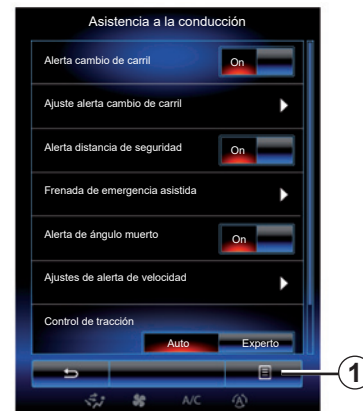 Asistencia a la conducción
Alerta cambio de carril
On
Ajuste alerta cambio de carril
Alerta distancia de seguridad
On
Frenada de emergencia asistida
Alerta de ángulo muerto
On
Ajustes de alerta de velocidad
Control de tracción
Auto Experto
1
A/C
A